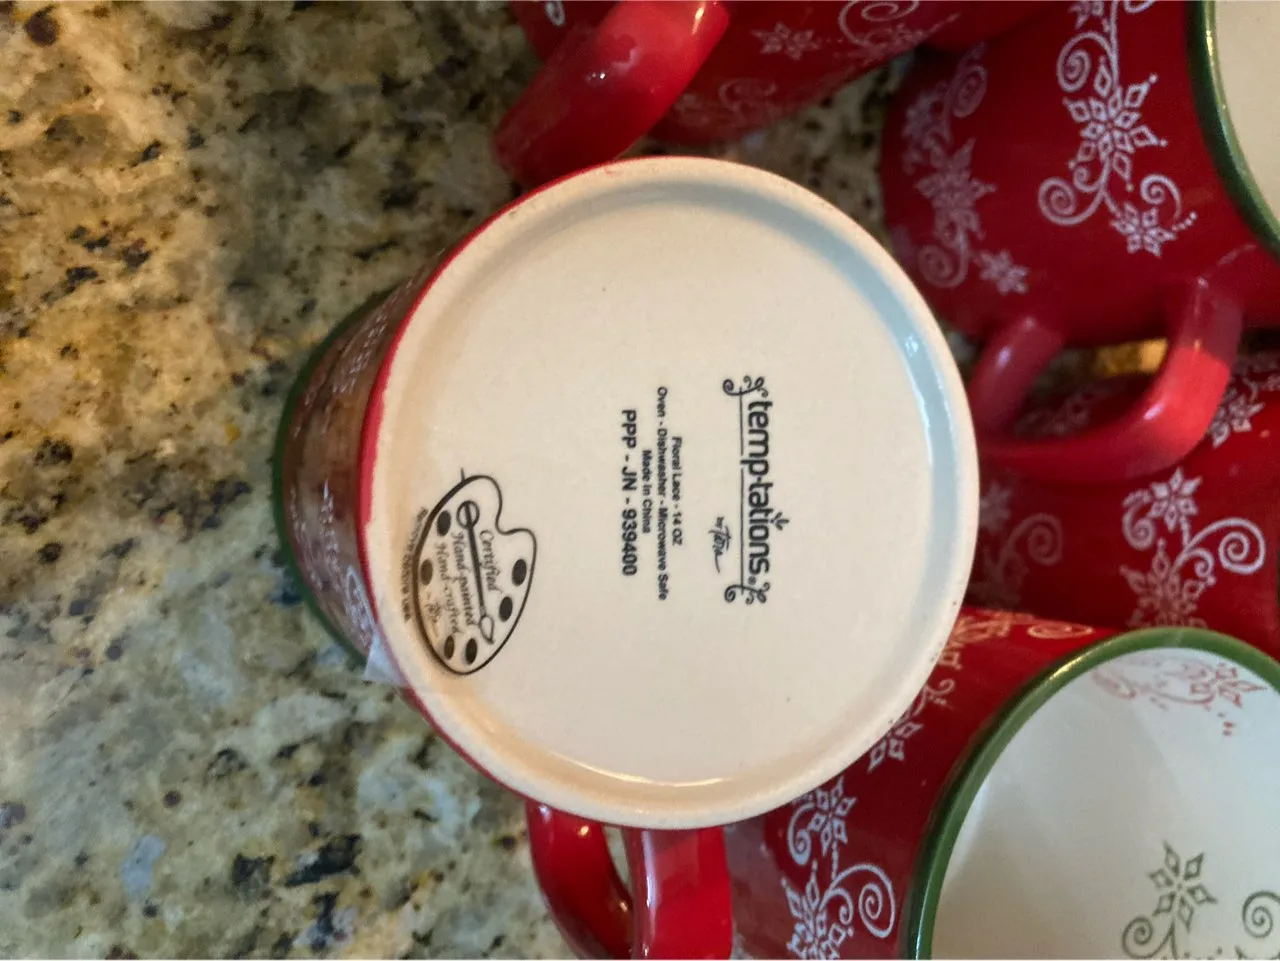 temp-tations®
by Tara
Floral Lace - 14 oz
Oven - Dishwasher - Microwave Safe
Made in China
PPP - JN - 939400
Certified
Hand-painted
Hand-crafted
- Tara